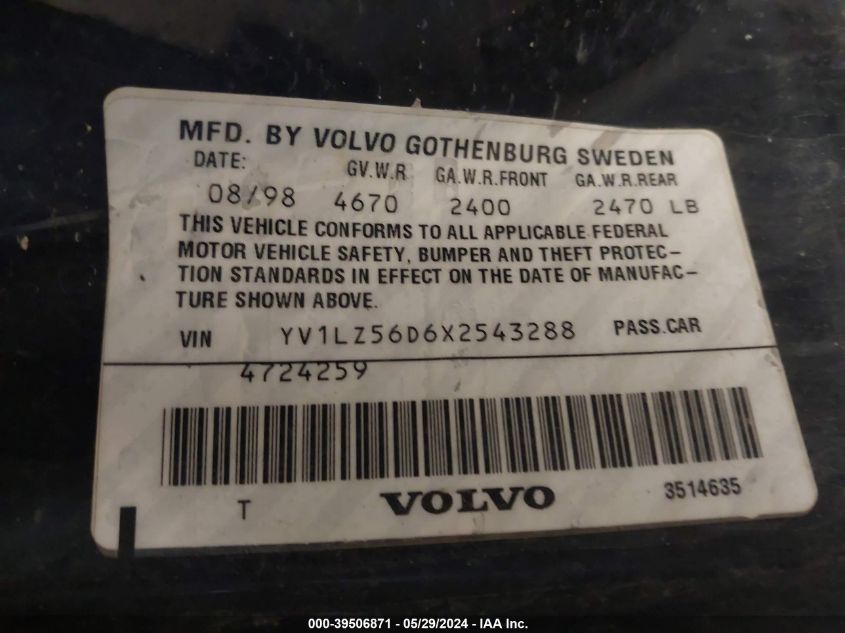 MFD. BY VOLVO GOTHENBURG SWEDEN
DATE: GV.W.R GA.W.R.FRONT GA.W.R.REAR
08/98 4670 2400 2470 LB
THIS VEHICLE CONFORMS TO ALL APPLICABLE FEDERAL
MOTOR VEHICLE SAFETY, BUMPER AND THEFT PROTEC-
TION STANDARDS IN EFFECT ON THE DATE OF MANUFAC-
TURE SHOWN ABOVE.
VIN YV1LZ56D6X2543288 PASS.CAR
4724259
T VOLVO 3514635
000-39506871 - 05/29/2024 - IAA Inc.